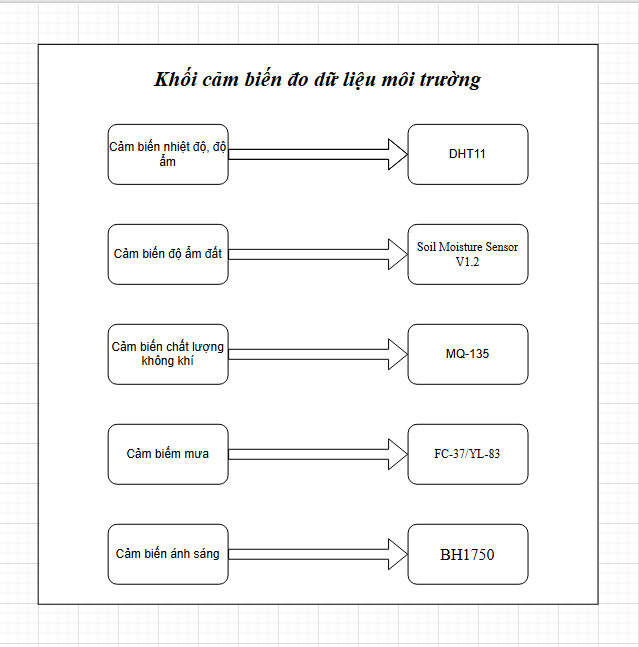 Khối cảm biến đo dữ liệu môi trường
Cảm biến nhiệt độ, độ
ẩm
DHT11
Cảm biến độ ẩm đất
Soil Moisture Sensor
V1.2
Cảm biến chất lượng
không khí
MQ-135
Cảm biếm mưa
FC-37/YL-83
Cảm biến ánh sáng
BH1750